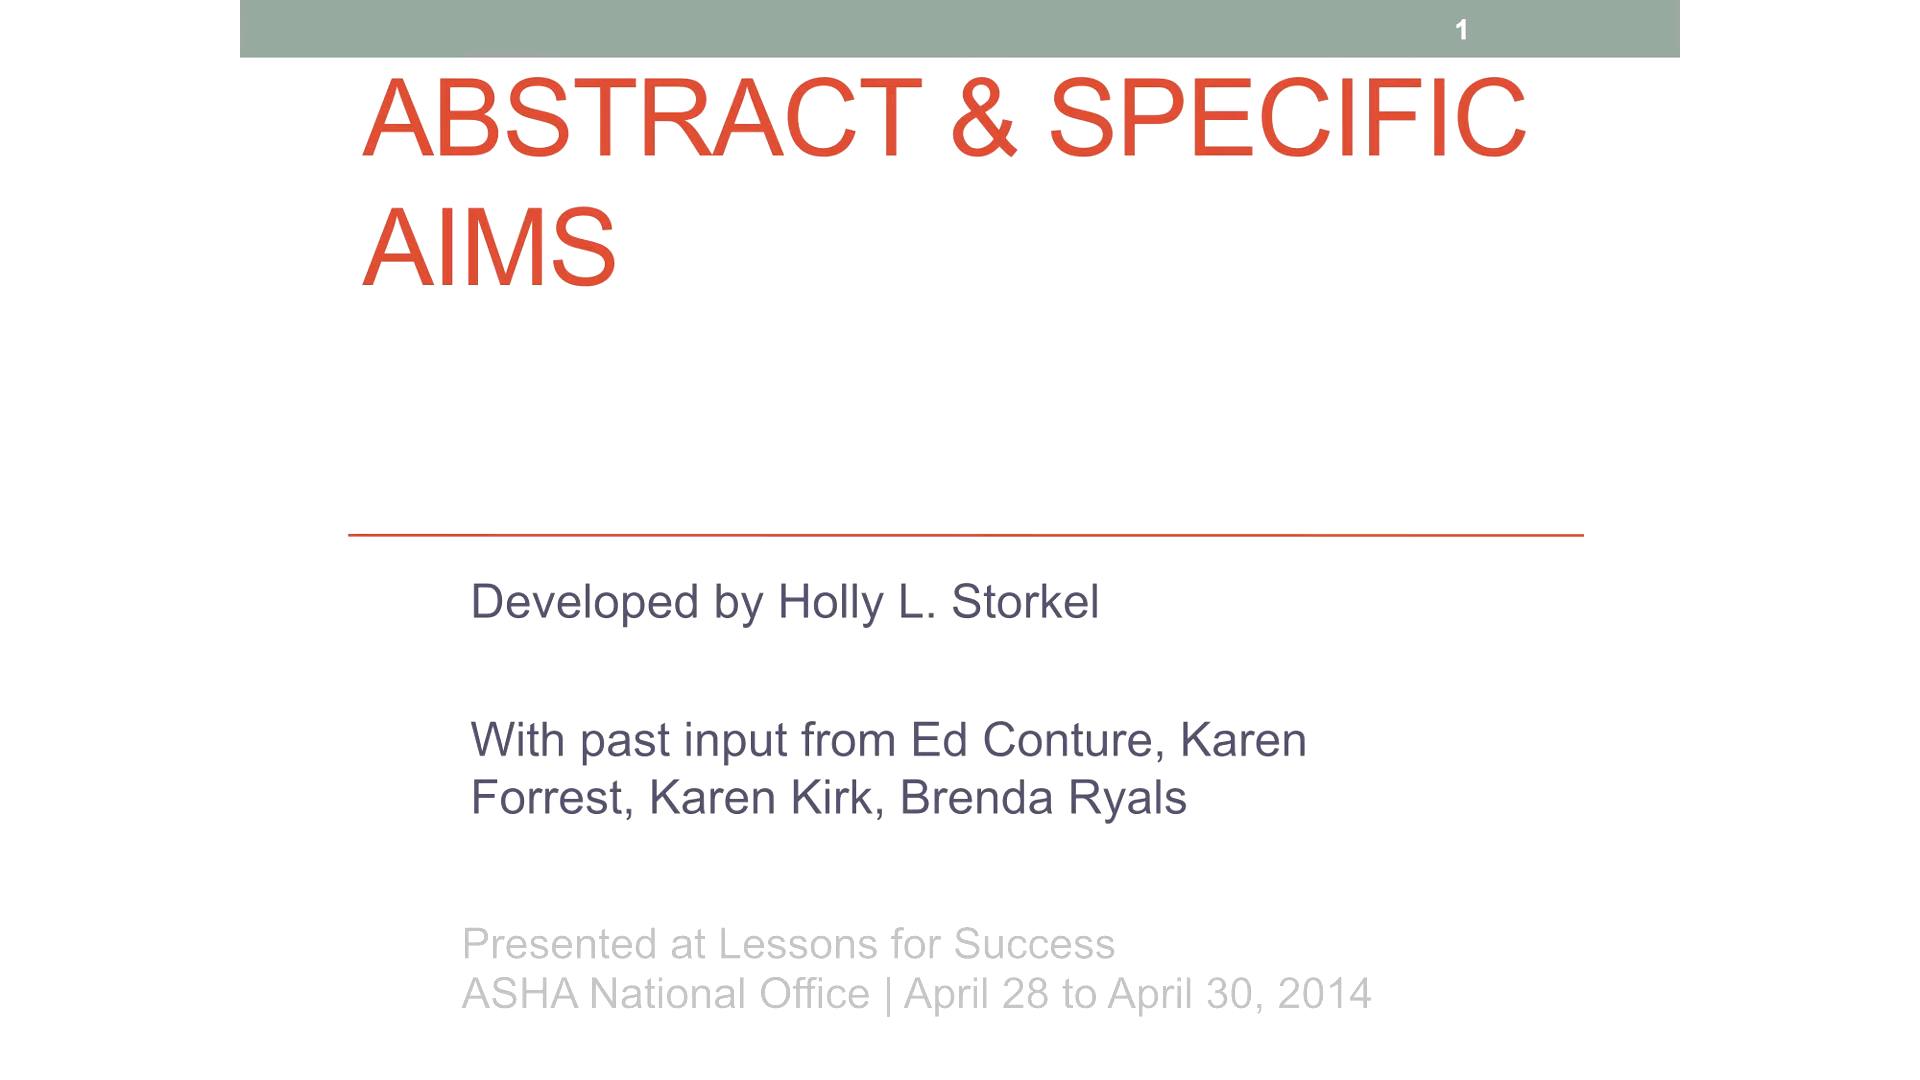 1
ABSTRACT & SPECIFIC
AIMS
Developed by Holly L. Storkel
With past input from Ed Conture, Karen
Forrest, Karen Kirk, Brenda Ryals
Presented at Lessons for Success
ASHA National Office | April 28 to April 30, 2014